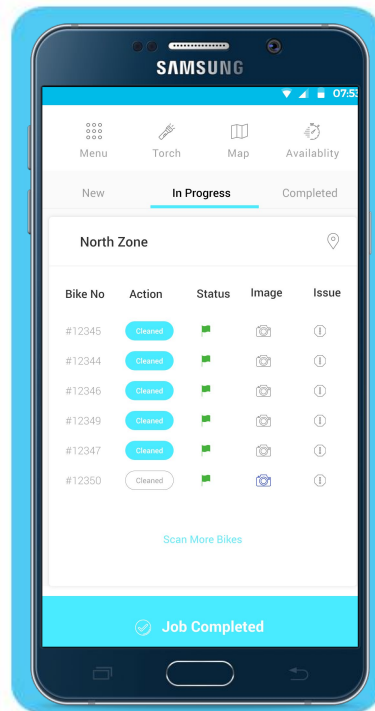 SAMSUNG
07:53
Menu Torch Map Availablity
New In Progress Completed
North Zone
Bike No Action Status Image Issue
#12345 Cleaned
#12344 Cleaned
#12346 Cleaned
#12349 Cleaned
#12347 Cleaned
#12350 Cleaned
Scan More Bikes
Job Completed